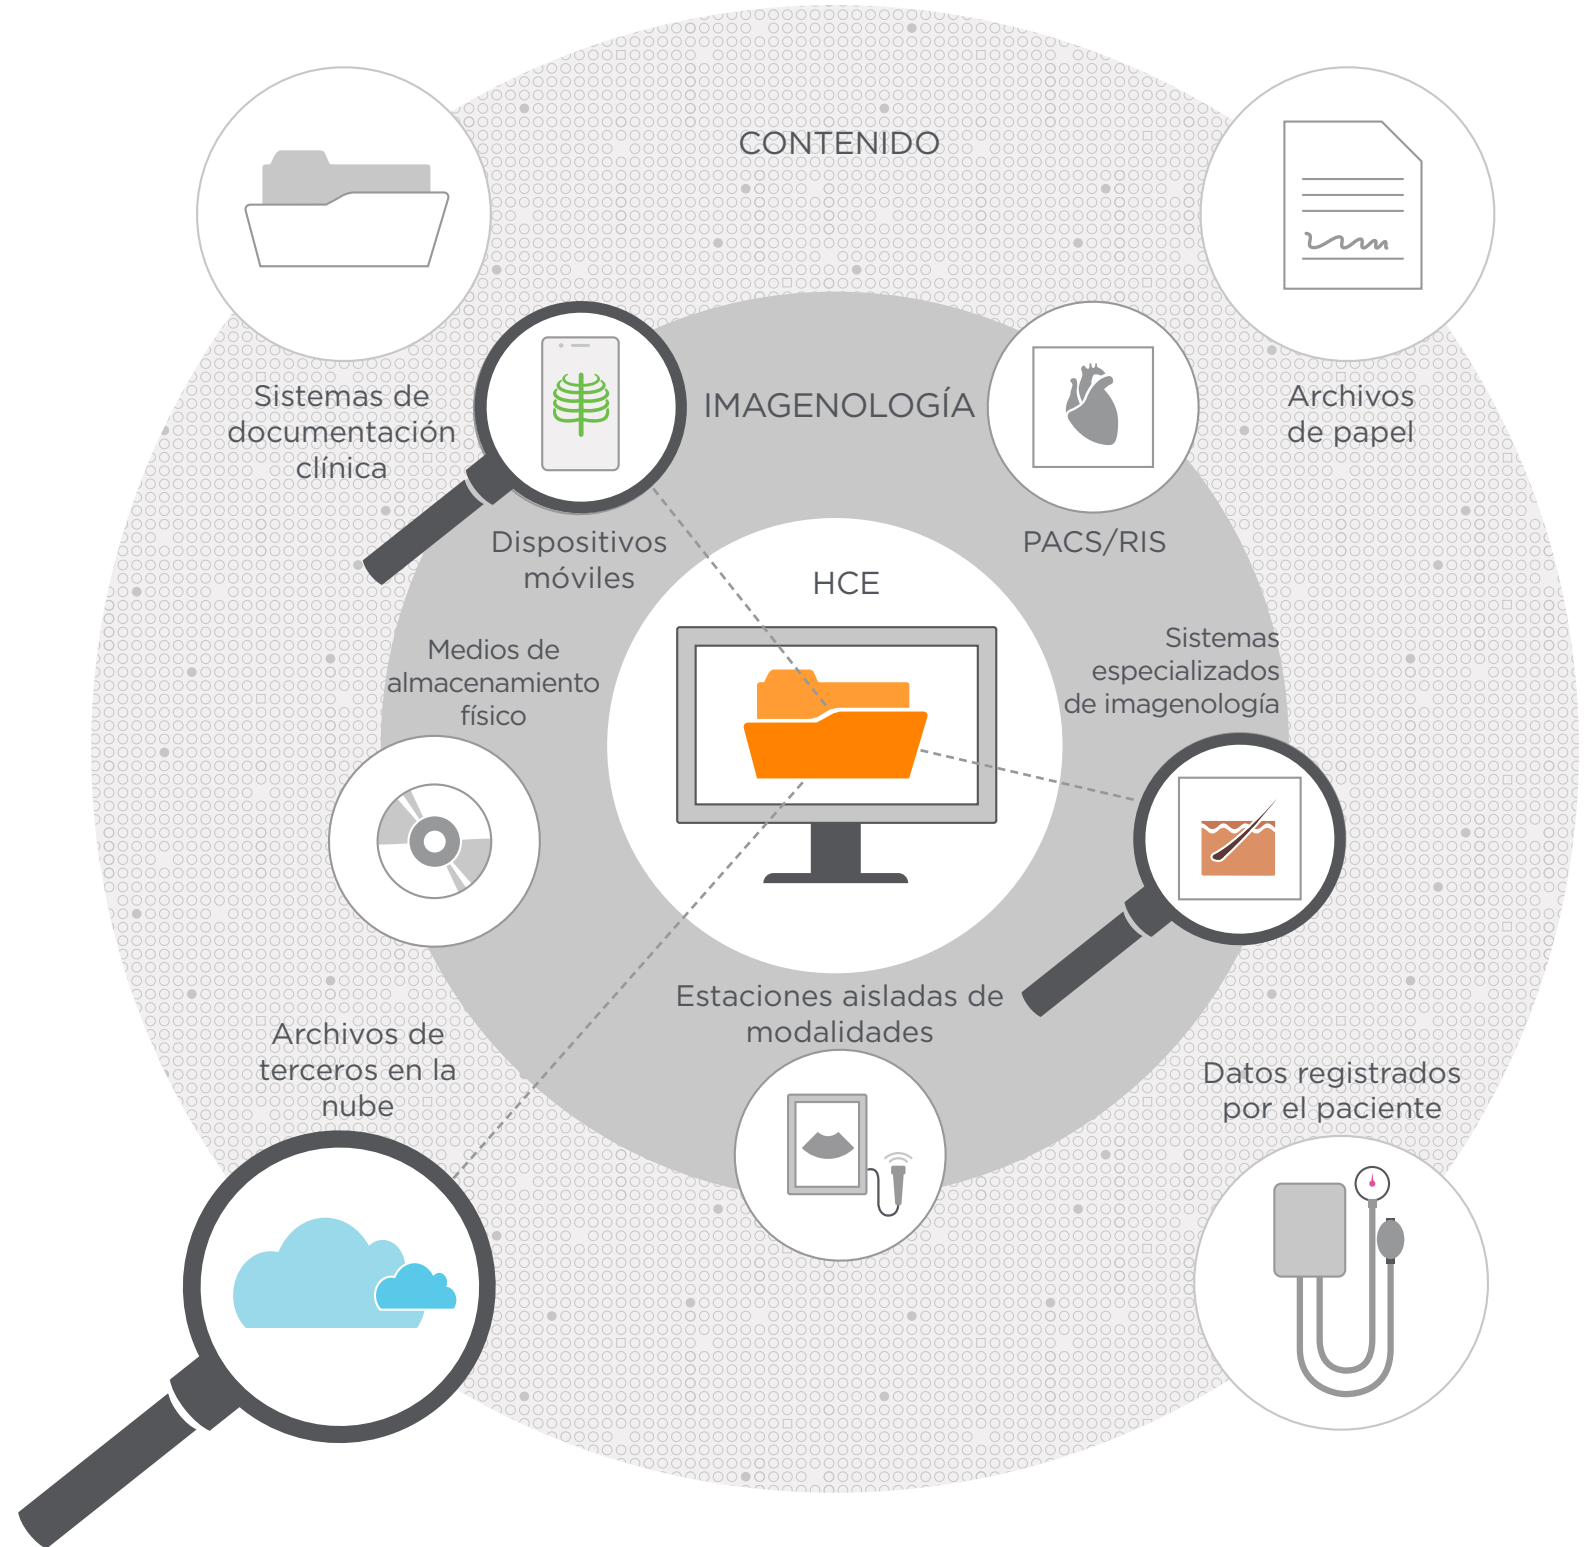 CONTENIDO
Sistemas de
documentación
clínica
Archivos
de papel
IMAGENOLOGÍA
Dispositivos
móviles
PACS/RIS
HCE
Medios de
almacenamiento
físico
Sistemas
especializados
de imagenología
Estaciones aisladas de
modalidades
Archivos de
terceros en la
nube
Datos registrados
por el paciente